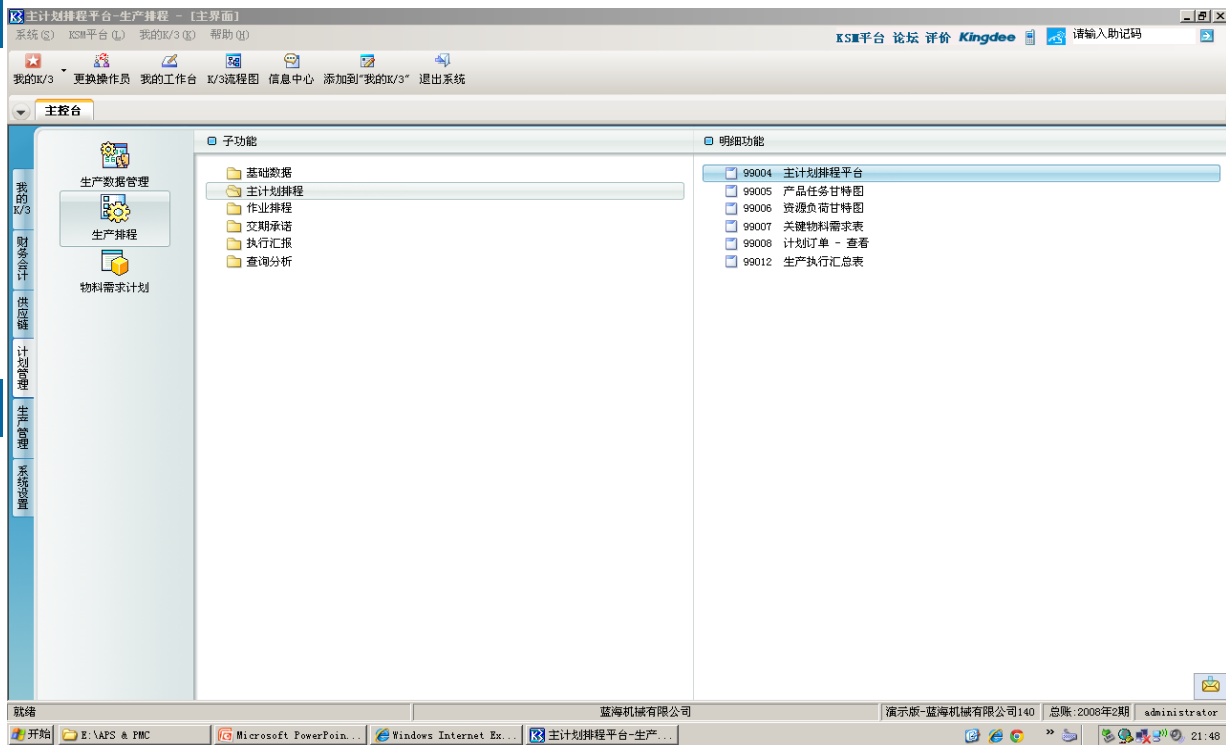 主计划排程平台-生产排程 - [主界面]
系统(S) KSM平台(L) 我的K/3(K) 帮助(H)
KSM平台 论坛 评价 Kingdee 请输入助记码
我的K/3 更换操作员 我的工作台 K/3流程图 信息中心 添加到"我的K/3" 退出系统
主控台
我的K/3
财务会计
供应链
计划管理
生产管理
系统设置
生产数据管理
生产排程
物料需求计划
子功能
基础数据
主计划排程
作业排程
交期承诺
执行汇报
查询分析
明细功能
99004 主计划排程平台
99005 产品任务甘特图
99006 资源负荷甘特图
99007 关键物料需求表
99008 计划订单 - 查看
99012 生产执行汇总表
就绪 蓝海机械有限公司 演示版-蓝海机械有限公司140 总账:2008年2期 administrator
开始 E:\APS & PMC Microsoft PowerPoin... Windows Internet Ex... 主计划排程平台-生产... 21:48